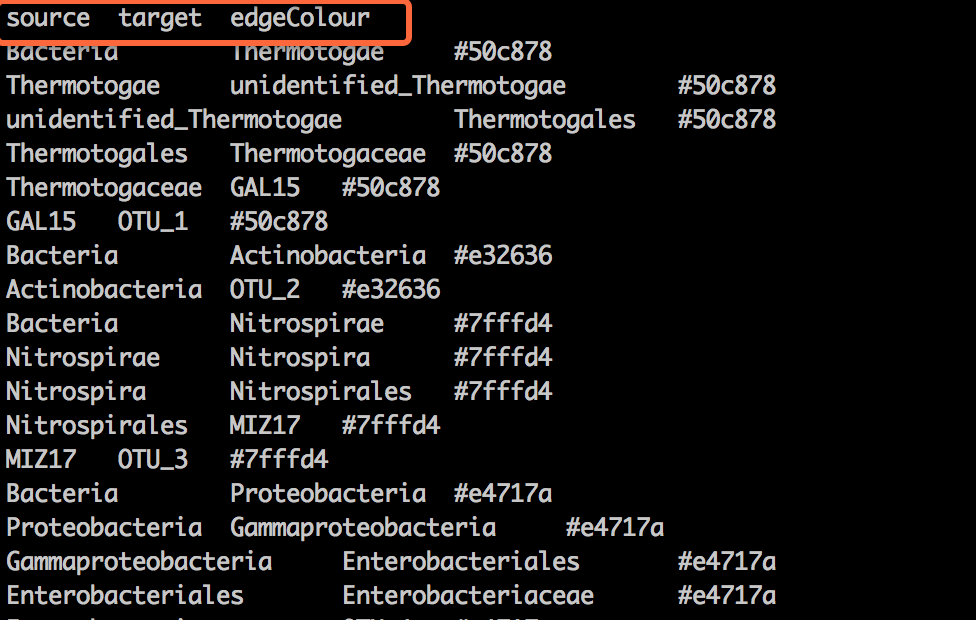 source target edgeColour
Bacteria Thermotogae #50c878
Thermotogae unidentified_Thermotogae #50c878
unidentified_Thermotogae Thermotogales #50c878
Thermotogales Thermotogaceae #50c878
Thermotogaceae GAL15 #50c878
GAL15 OTU_1 #50c878
Bacteria Actinobacteria #e32636
Actinobacteria OTU_2 #e32636
Bacteria Nitrospirae #7fffd4
Nitrospirae Nitrospira #7fffd4
Nitrospira Nitrospirales #7fffd4
Nitrospirales MIZ17 #7fffd4
MIZ17 OTU_3 #7fffd4
Bacteria Proteobacteria #e4717a
Proteobacteria Gammaproteobacteria #e4717a
Gammaproteobacteria Enterobacteriales #e4717a
Enterobacteriales Enterobacteriaceae #e4717a